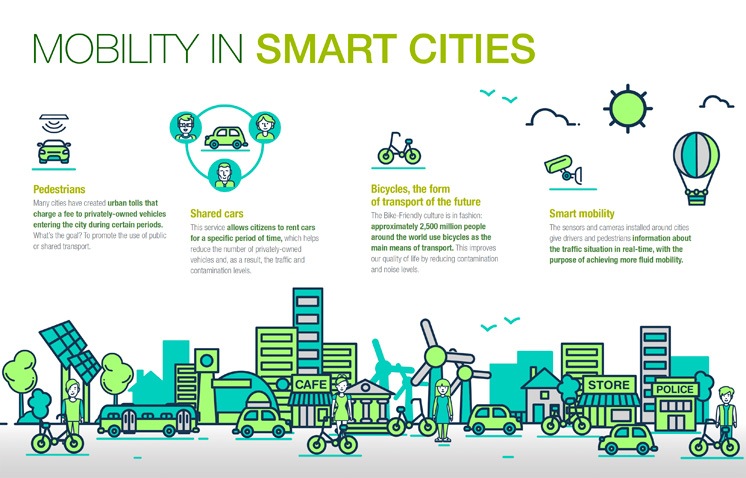 MOBILITY IN SMART CITIES
Pedestrians
Many cities have created urban tolls that
charge a fee to privately-owned vehicles
entering the city during certain periods.
What's the goal? To promote the use of public
or shared transport.
Shared cars
This service allows citizens to rent cars
for a specific period of time, which helps
reduce the number of privately-owned
vehicles and, as a result, the traffic and
contamination levels.
Bicycles, the form
of transport of the future
The Bike-Friendly culture is in fashion:
approximately 2,500 million people
around the world use bicycles as the
main means of transport. This improves
our quality of life by reducing contamination
and noise levels.
Smart mobility
The sensors and cameras installed around cities
give drivers and pedestrians information about
the traffic situation in real-time, with the
purpose of achieving more fluid mobility.
CAFE
STORE
POLICE